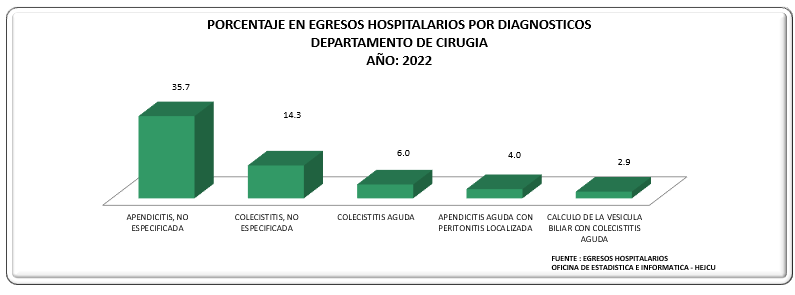 PORCENTAJE EN EGRESOS HOSPITALARIOS POR DIAGNOSTICOS
DEPARTAMENTO DE CIRUGIA
AÑO: 2022
35.7
14.3
6.0
4.0
2.9
APENDICITIS, NO
ESPECIFICADA
COLECISTITIS, NO
ESPECIFICADA
COLECISTITIS AGUDA
APENDICITIS AGUDA CON
PERITONITIS LOCALIZADA
CALCULO DE LA VESICULA
BILIAR CON COLECISTITIS
AGUDA
FUENTE : EGRESOS HOSPITALARIOS
OFICINA DE ESTADISTICA E INFORMATICA - HEJCU